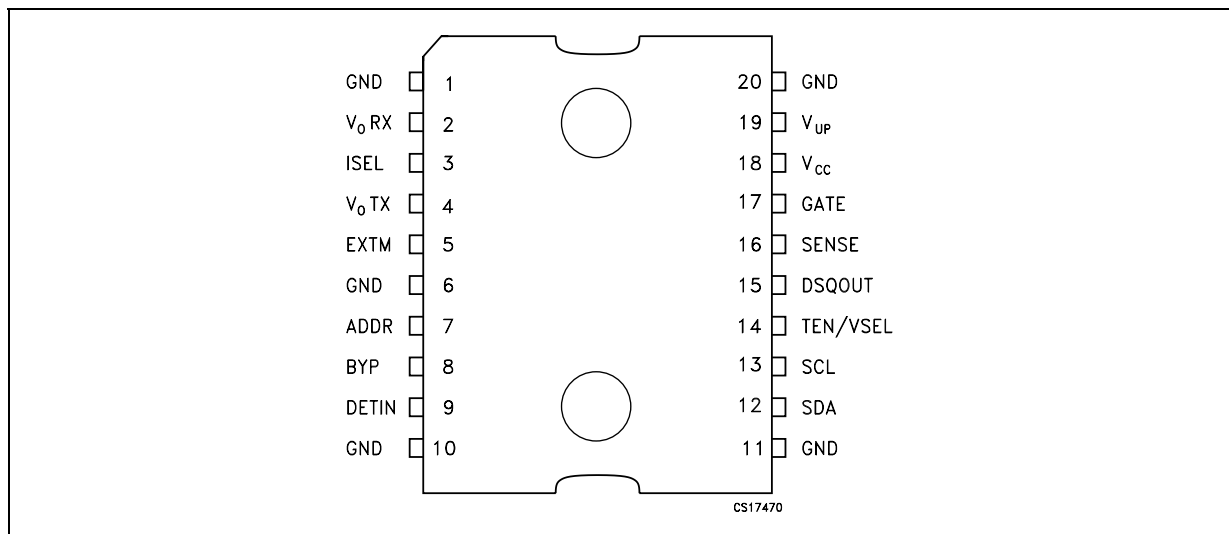 GND 1 20 GND
V₀ RX 2 19 V_UP
ISEL 3 18 V_CC
V₀ TX 4 17 GATE
EXTM 5 16 SENSE
GND 6 15 DSQOUT
ADDR 7 14 TEN/VSEL
BYP 8 13 SCL
DETIN 9 12 SDA
GND 10 11 GND
CS17470